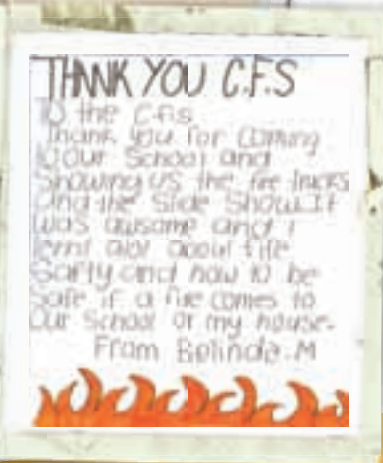 THANK YOU C.F.S
To the C.F.S
Thank you for coming
to our School and
Showing us the fire trucks
and the Slide Show. It
was awsome and I
lernt alot about fire
Safty and how to be
Safe if a fire comes to
Our School or my house.
From Belinda.M